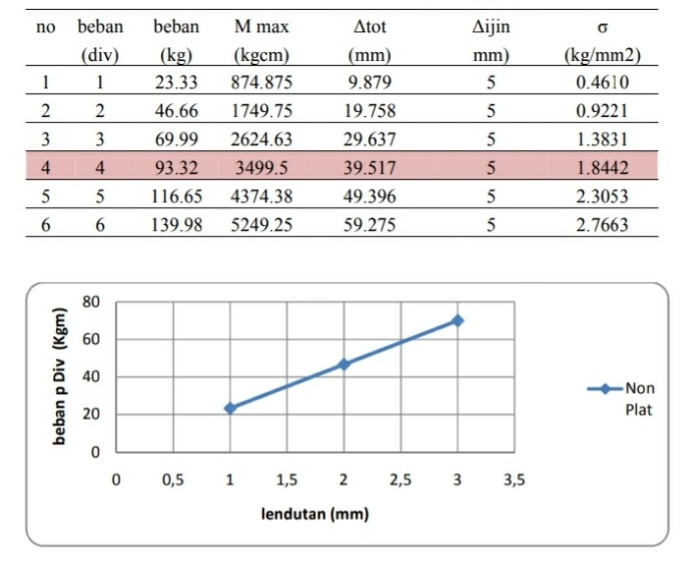 no beban beban M max Δtot Δijin σ
(div) (kg) (kgcm) (mm) mm) (kg/mm2)
1 1 23.33 874.875 9.879 5 0.4610
2 2 46.66 1749.75 19.758 5 0.9221
3 3 69.99 2624.63 29.637 5 1.3831
4 4 93.32 3499.5 39.517 5 1.8442
5 5 116.65 4374.38 49.396 5 2.3053
6 6 139.98 5249.25 59.275 5 2.7663
beban p Div (Kgm)
80
60
40
20
0
0 0,5 1 1,5 2 2,5 3 3,5
lendutan (mm)
Non
Plat